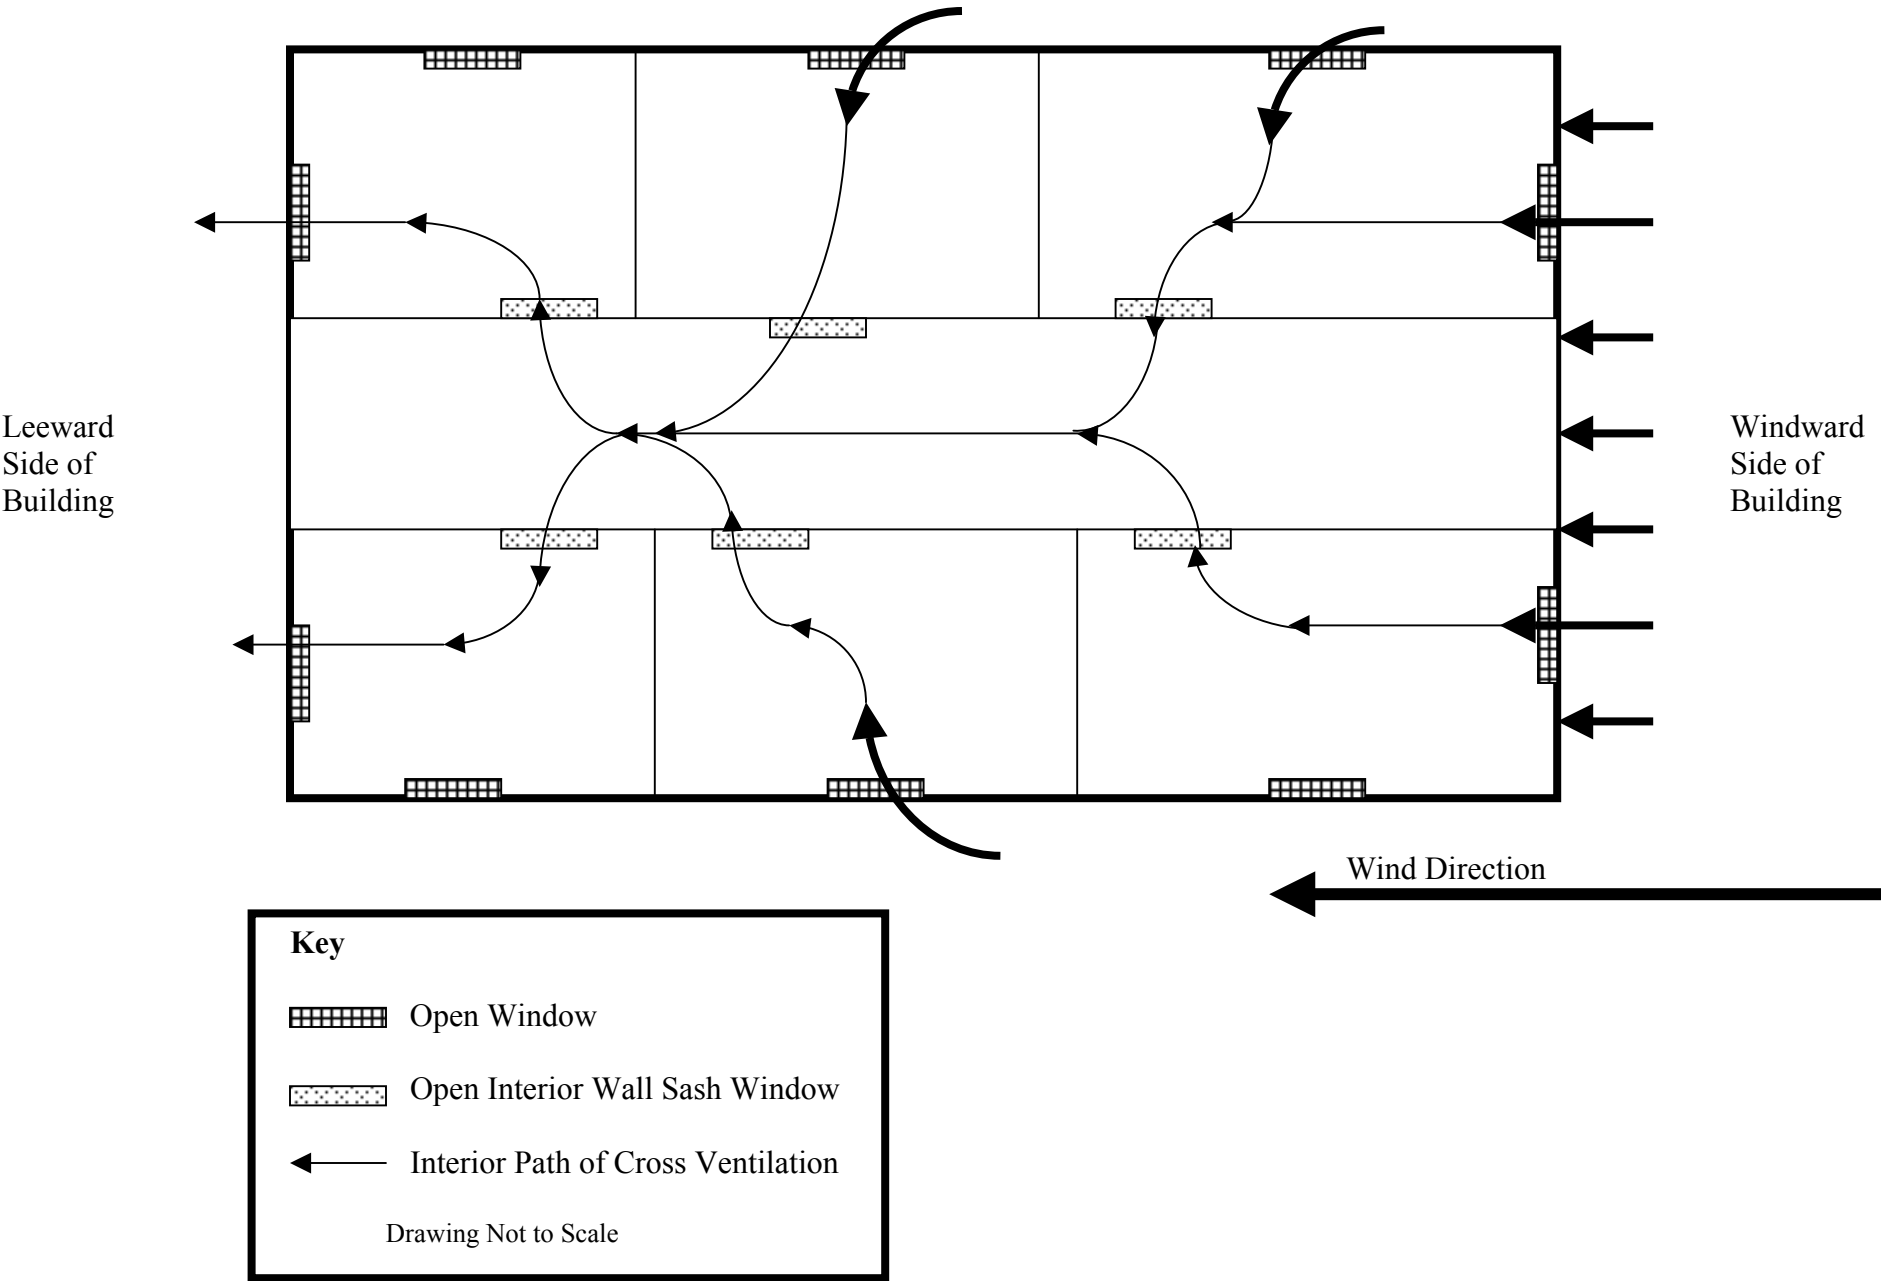 Leeward
Side of
Building
Windward
Side of
Building
Wind Direction
Key
Open Window
Open Interior Wall Sash Window
Interior Path of Cross Ventilation
Drawing Not to Scale